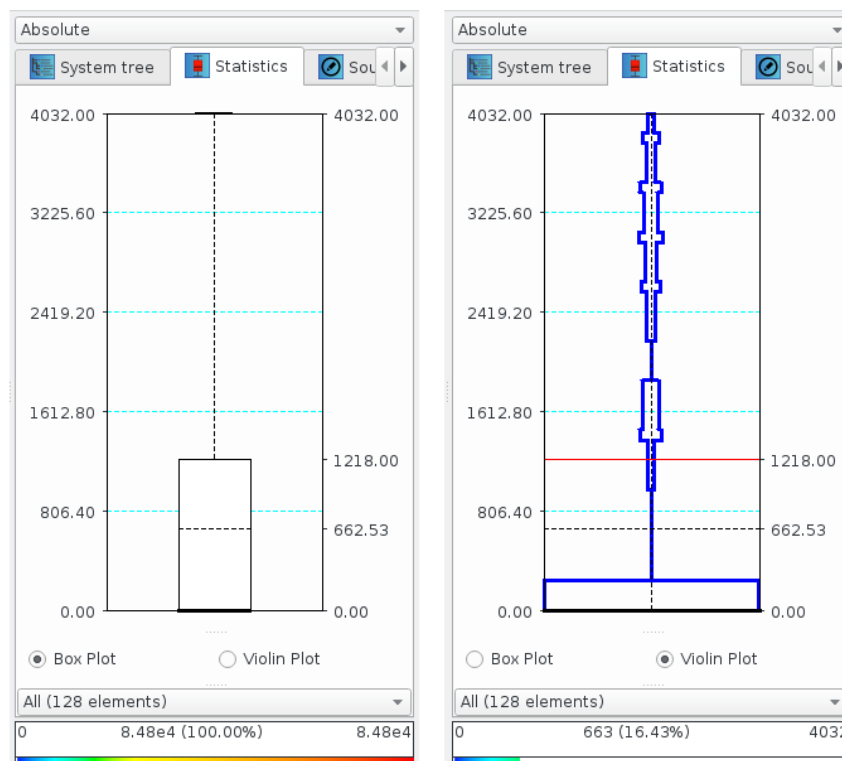 Absolute
System tree
Statistics
Sou
4032.00
4032.00
3225.60
2419.20
1612.80
1218.00
806.40
662.53
0.00
0.00
Box Plot
Violin Plot
All (128 elements)
0
8.48e4 (100.00%)
8.48e4
Absolute
System tree
Statistics
Sou
4032.00
4032.00
3225.60
2419.20
1612.80
1218.00
806.40
662.53
0.00
0.00
Box Plot
Violin Plot
All (128 elements)
0
663 (16.43%)
4032